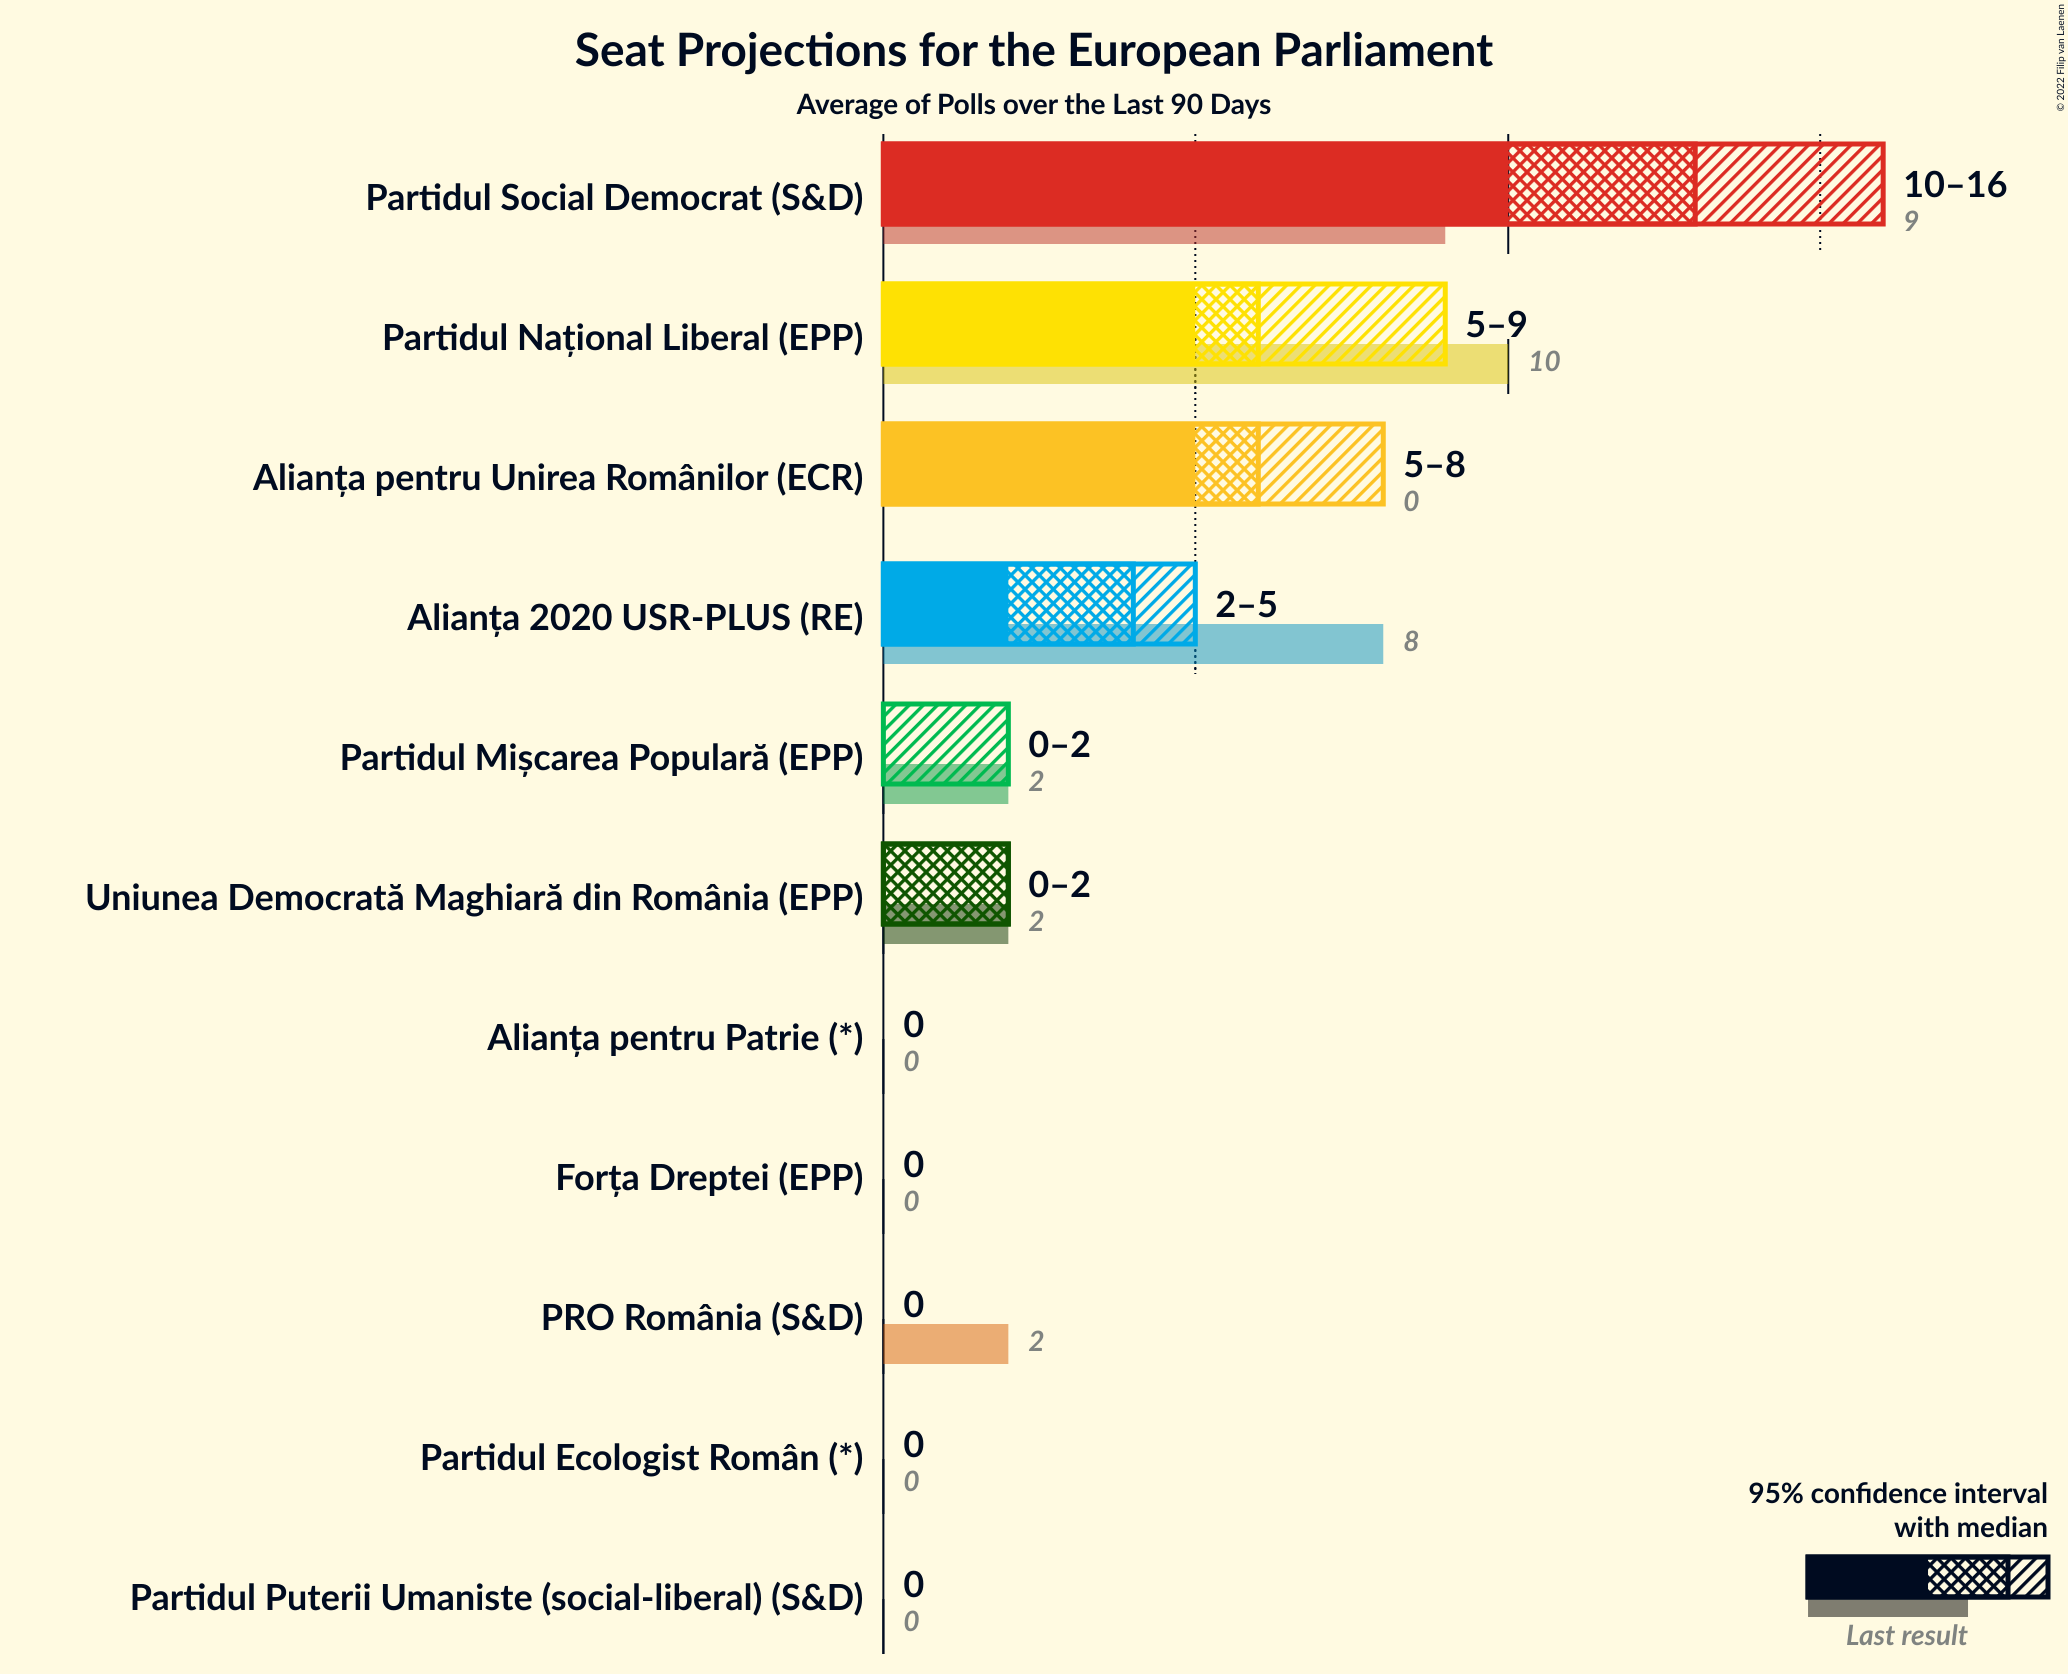 Seat Projections for the European Parliament
Average of Polls over the Last 90 Days
© 2022 Filip van Laenen
Partidul Social Democrat (S&D)
10–16
9
Partidul Național Liberal (EPP)
5–9
10
Alianța pentru Unirea Românilor (ECR)
5–8
0
Alianța 2020 USR-PLUS (RE)
2–5
8
Partidul Mișcarea Populară (EPP)
0–2
2
Uniunea Democrată Maghiară din România (EPP)
0–2
2
Alianța pentru Patrie (*)
0
0
Forța Dreptei (EPP)
0
0
PRO România (S&D)
0
2
Partidul Ecologist Român (*)
0
0
Partidul Puterii Umaniste (social-liberal) (S&D)
0
0
95% confidence interval
with median
Last result